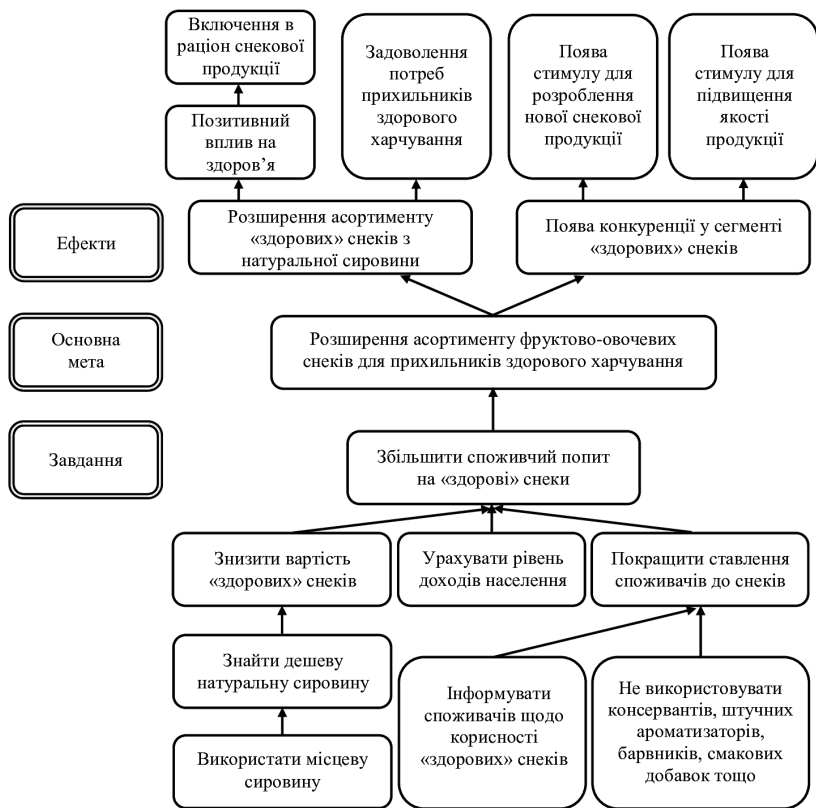 Включення в
раціон снекової
продукції
Позитивний
вплив на
здоров’я
Задоволення
потреб
прихильників
здорового
харчування
Поява
стимулу для
розроблення
нової снекової
продукції
Поява
стимулу для
підвищення
якості
продукції
Ефекти
Розширення асортименту
«здорових» снеків з
натуральної сировини
Поява конкуренції у сегменті
«здорових» снеків
Основна
мета
Розширення асортименту фруктово-овочевих
снеків для прихильників здорового харчування
Завдання
Збільшити споживчий попит
на «здорові» снеки
Знизити вартість
«здорових» снеків
Урахувати рівень
доходів населення
Покращити ставлення
споживачів до снеків
Знайти дешеву
натуральну сировину
Використати місцеву
сировину
Інформувати
споживачів щодо
корисності
«здорових» снеків
Не використовувати
консервантів, штучних
ароматизаторів,
барвників, смакових
добавок тощо